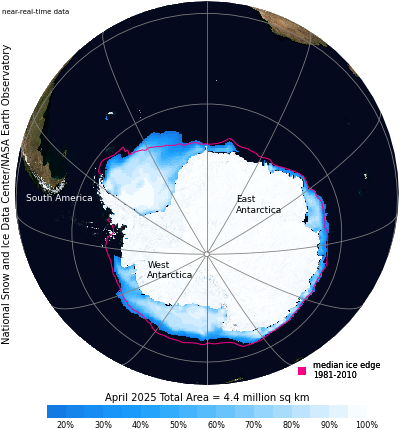 near-real-time data
National Snow and Ice Data Center/NASA Earth Observatory
South America
East
Antarctica
West
Antarctica
median ice edge
1981-2010
April 2025 Total Area = 4.4 million sq km
20% 30% 40% 50% 60% 70% 80% 90% 100%